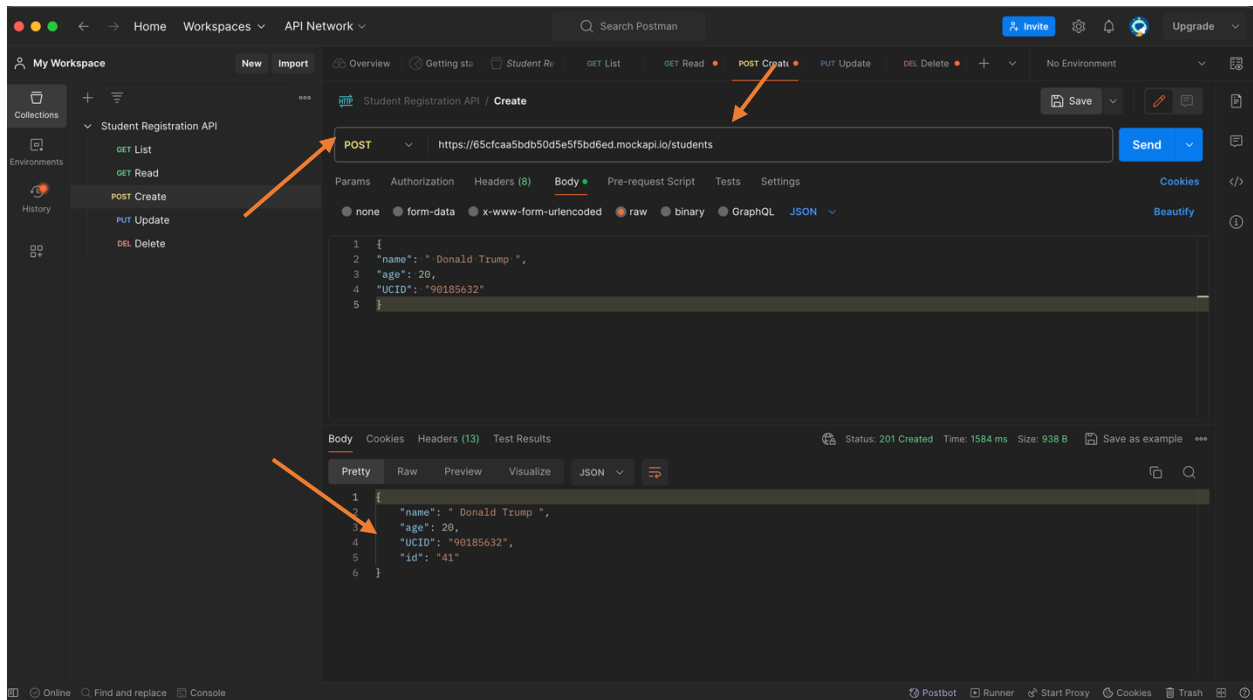 Home Workspaces API Network Search Postman Invite Upgrade
My Workspace New Import Overview Getting sta Student Re GET List GET Read POST Create PUT Update DEL Delete No Environment
Collections
Environments
History
Student Registration API
GET List
GET Read
POST Create
PUT Update
DEL Delete
HTTP Student Registration API / Create Save
POST https://65cfcaa5bdb50d5e5f5bd6ed.mockapi.io/students Send
Params Authorization Headers (8) Body Pre-request Script Tests Settings Cookies
none form-data x-www-form-urlencoded raw binary GraphQL JSON Beautify
1 {
2 "name": " Donald Trump ",
3 "age": 20,
4 "UCID": "90185632"
5 }
Body Cookies Headers (13) Test Results Status: 201 Created Time: 1584 ms Size: 938 B Save as example
Pretty Raw Preview Visualize JSON
1 {
2 "name": " Donald Trump ",
3 "age": 20,
4 "UCID": "90185632",
5 "id": "41"
6 }
Online Find and replace Console Postbot Runner Start Proxy Cookies Trash